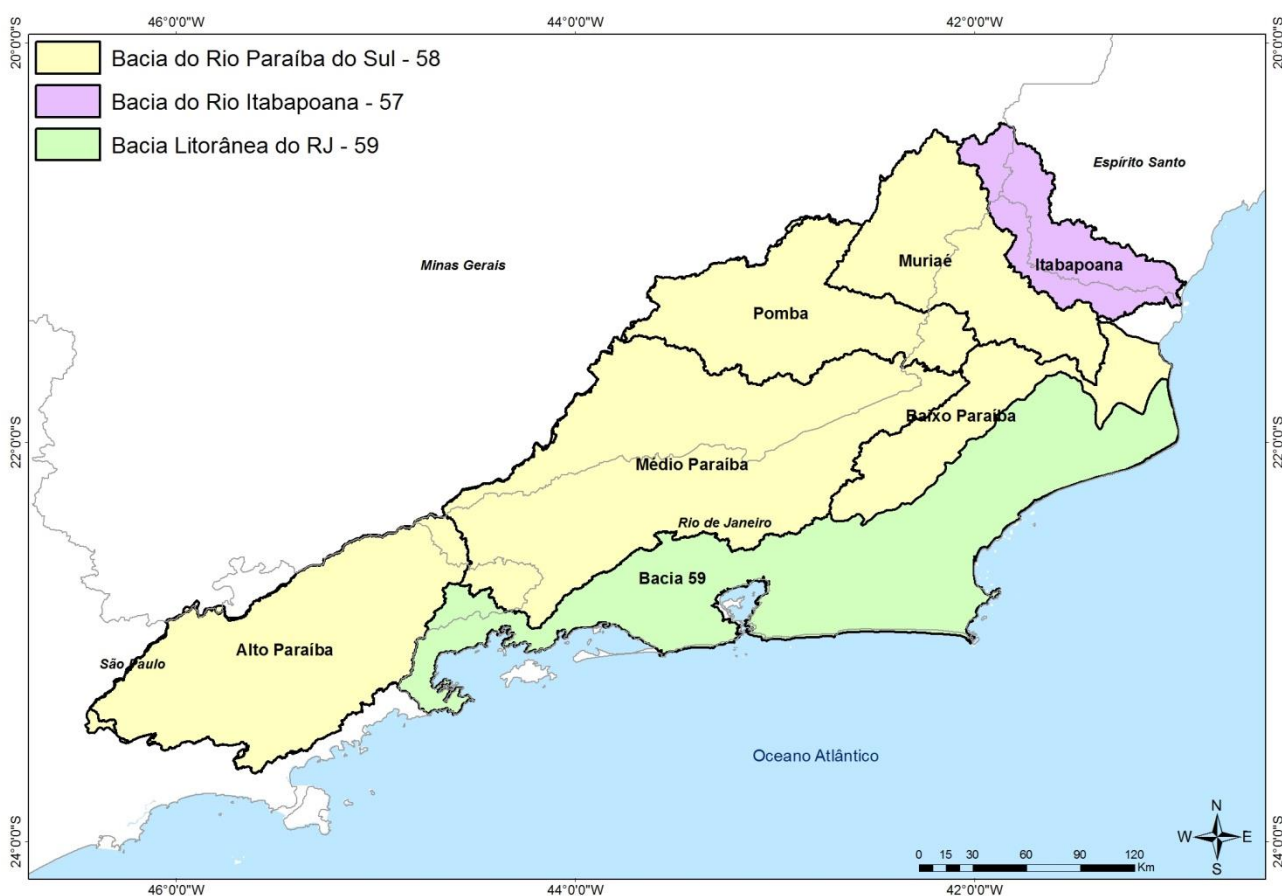 46°0'0"W
44°0'0"W
42°0'0"W
20°0'0"S
20°0'0"S
Bacia do Rio Paraíba do Sul - 58
Bacia do Rio Itabapoana - 57
Bacia Litorânea do RJ - 59
Espírito Santo
Minas Gerais
Muriaé
Itabapoana
Pomba
Baixo Paraíba
22°0'0"S
22°0'0"S
Médio Paraíba
Rio de Janeiro
Bacia 59
Alto Paraíba
São Paulo
Oceano Atlântico
N
W
E
S
0 15 30 60 90 120
Km
24°0'0"S
24°0'0"S
46°0'0"W
44°0'0"W
42°0'0"W